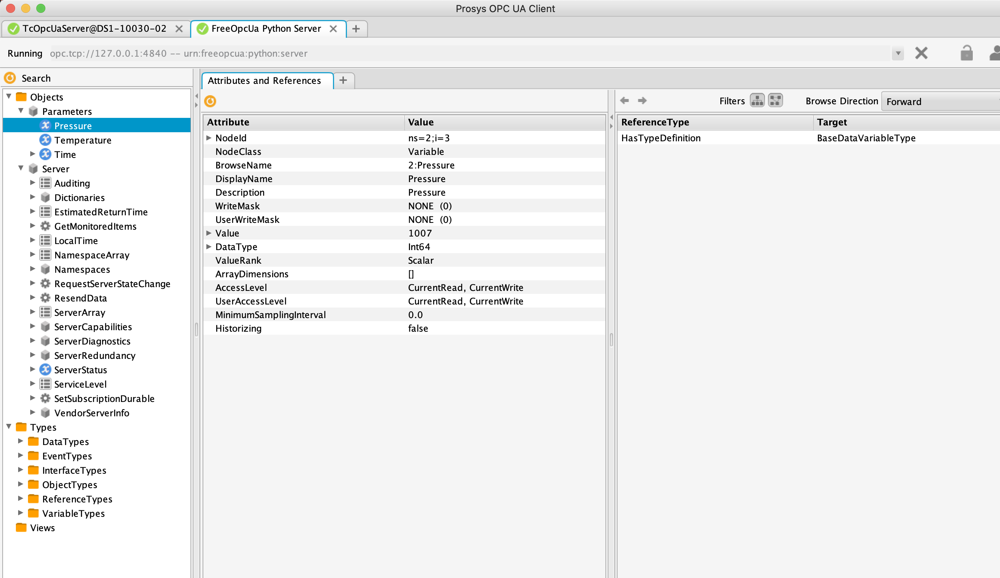 Prosys OPC UA Client
TcOpcUaServer@DS1-10030-02
FreeOpcUa Python Server
Running opc.tcp://127.0.0.1:4840 -- urn:freeopcua:python:server
Search
Objects
Parameters
Pressure
Temperature
Time
Server
Auditing
Dictionaries
EstimatedReturnTime
GetMonitoredItems
LocalTime
NamespaceArray
Namespaces
RequestServerStateChange
ResendData
ServerArray
ServerCapabilities
ServerDiagnostics
ServerRedundancy
ServerStatus
ServiceLevel
SetSubscriptionDurable
VendorServerInfo
Types
DataTypes
EventTypes
InterfaceTypes
ObjectTypes
ReferenceTypes
VariableTypes
Views
Attributes and References
Attribute Value
NodeId ns=2;i=3
NodeClass Variable
BrowseName 2:Pressure
DisplayName Pressure
Description Pressure
WriteMask NONE (0)
UserWriteMask NONE (0)
Value 1007
DataType Int64
ValueRank Scalar
ArrayDimensions []
AccessLevel CurrentRead, CurrentWrite
UserAccessLevel CurrentRead, CurrentWrite
MinimumSamplingInterval 0.0
Historizing false
Filters Browse Direction Forward
ReferenceType Target
HasTypeDefinition BaseDataVariableType